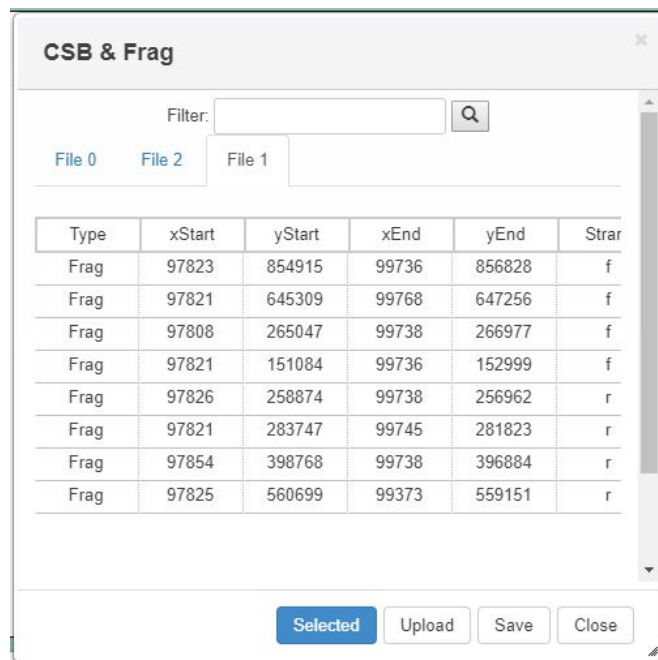 CSB & Frag ×
Filter:
File 0 File 2 File 1
Type xStart yStart xEnd yEnd Stran
Frag 97823 854915 99736 856828 f
Frag 97821 645309 99768 647256 f
Frag 97808 265047 99738 266977 f
Frag 97821 151084 99736 152999 f
Frag 97826 258874 99738 256962 r
Frag 97821 283747 99745 281823 r
Frag 97854 398768 99738 396884 r
Frag 97825 560699 99373 559151 r
Selected Upload Save Close